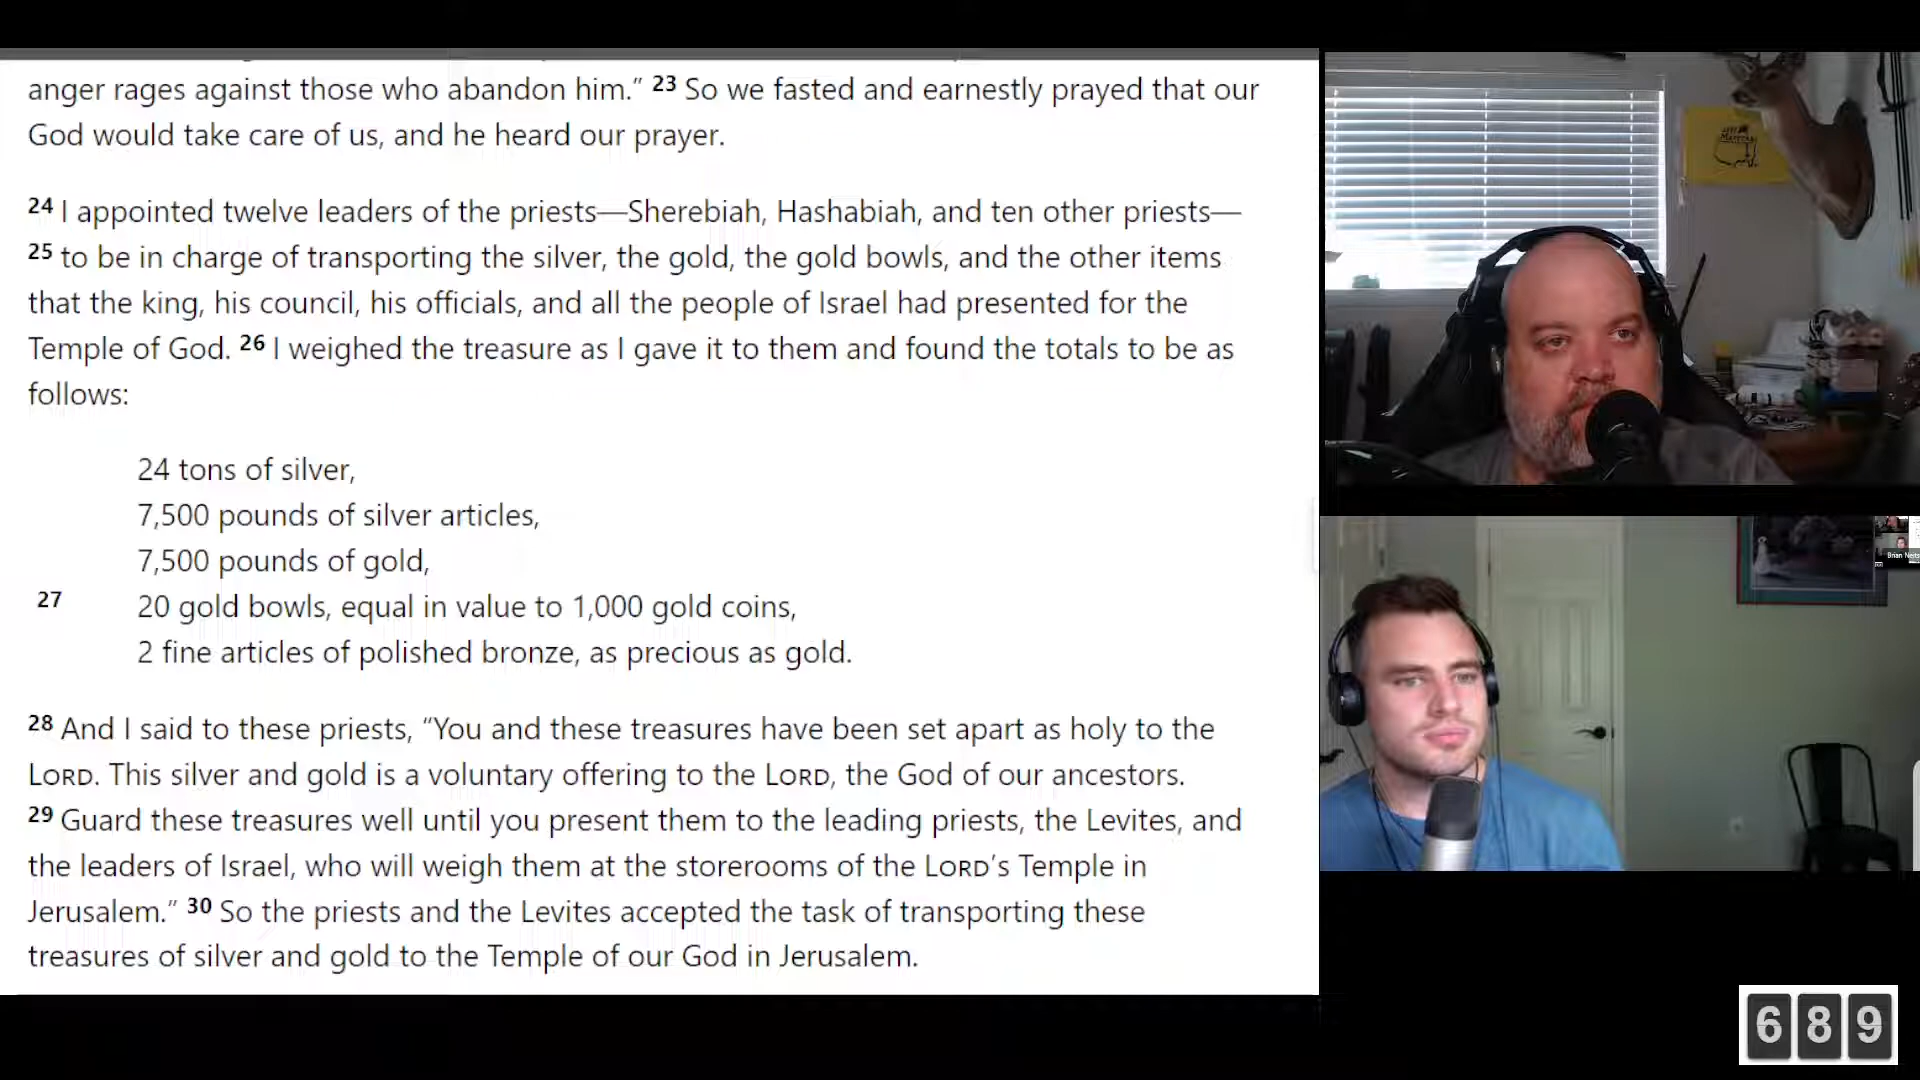 anger rages against those who abandon him.” 23 So we fasted and earnestly prayed that our
God would take care of us, and he heard our prayer.
24 I appointed twelve leaders of the priests—Sherebiah, Hashabiah, and ten other priests—
25 to be in charge of transporting the silver, the gold, the gold bowls, and the other items
that the king, his council, his officials, and all the people of Israel had presented for the
Temple of God. 26 I weighed the treasure as I gave it to them and found the totals to be as
follows:
24 tons of silver,
7,500 pounds of silver articles,
7,500 pounds of gold,
27 20 gold bowls, equal in value to 1,000 gold coins,
2 fine articles of polished bronze, as precious as gold.
28 And I said to these priests, “You and these treasures have been set apart as holy to the
LORD. This silver and gold is a voluntary offering to the LORD, the God of our ancestors.
29 Guard these treasures well until you present them to the leading priests, the Levites, and
the leaders of Israel, who will weigh them at the storerooms of the LORD’s Temple in
Jerusalem.” 30 So the priests and the Levites accepted the task of transporting these
treasures of silver and gold to the Temple of our God in Jerusalem.
MASTERS
Brian
689